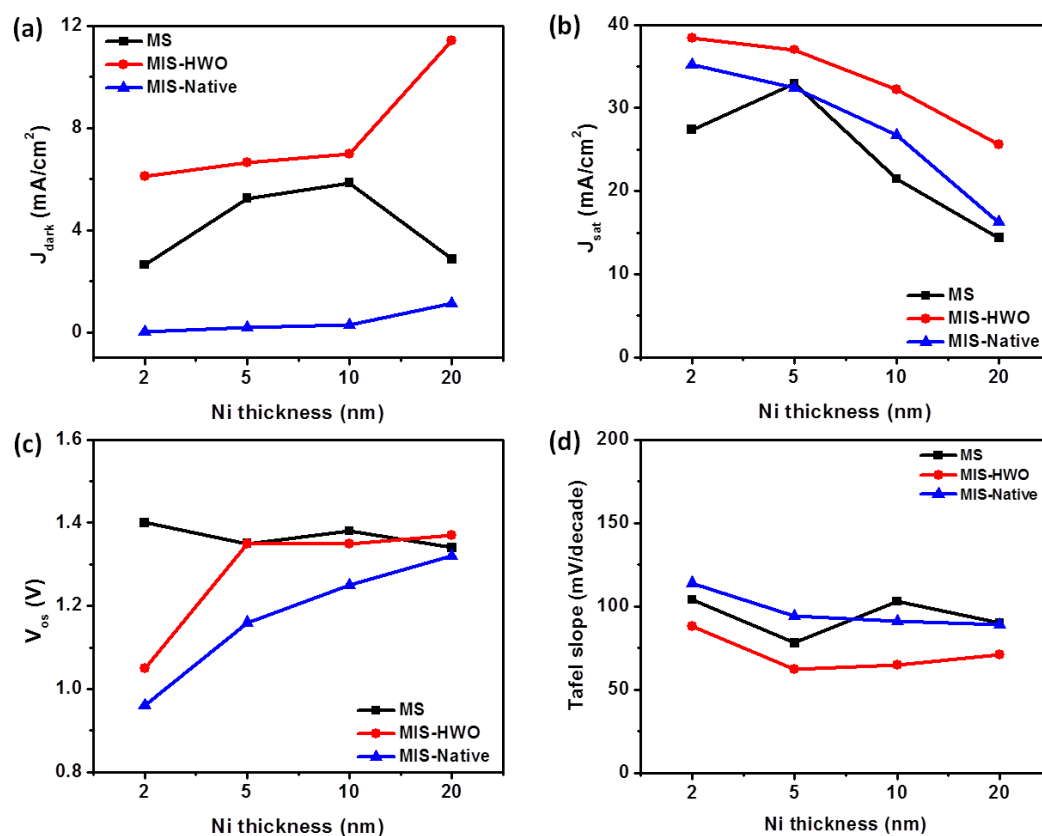 (a)
12
8
4
0
J_dark (mA/cm²)
MS
MIS-HWO
MIS-Native
2 5 10 20
Ni thickness (nm)
(b)
40
30
20
10
0
J_sat (mA/cm²)
MS
MIS-HWO
MIS-Native
2 5 10 20
Ni thickness (nm)
(c)
1.6
1.4
1.2
1.0
0.8
V_os (V)
MS
MIS-HWO
MIS-Native
2 5 10 20
Ni thickness (nm)
(d)
200
150
100
50
0
Tafel slope (mV/decade)
MS
MIS-HWO
MIS-Native
2 5 10 20
Ni thickness (nm)